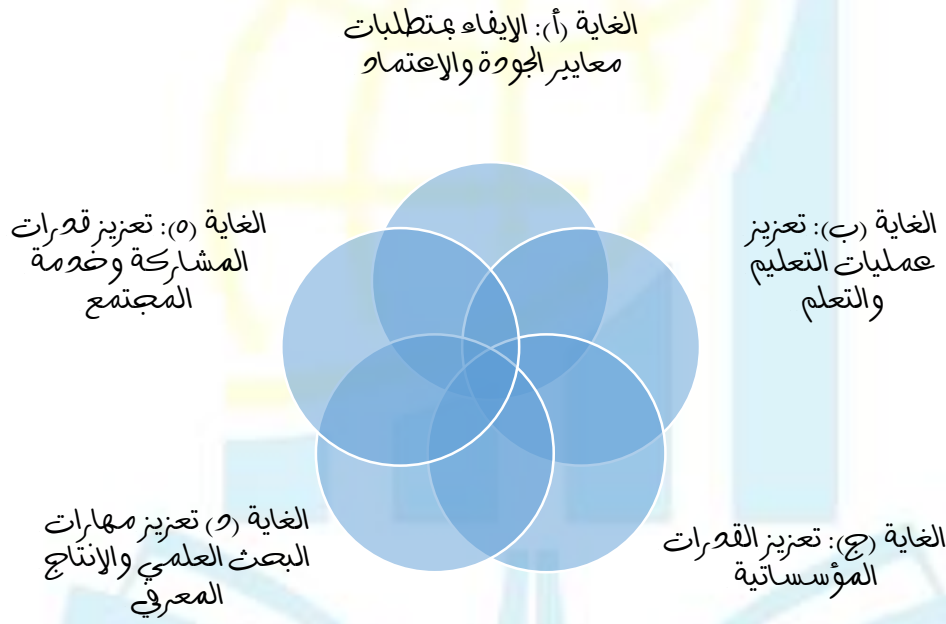 الغاية (أ): الإيفاء بمتطلبات
معايير الجودة والاعتماد
الغاية (ب): تعزيز
عمليات التعليم
والتعلم
الغاية (ج): تعزيز القدرات
المؤسساتية
الغاية (د) تعزيز مهارات
البحث العلمي والإنتاج
المعرفي
الغاية (ه): تعزيز قدرات
المشاركة وخدمة
المجتمع